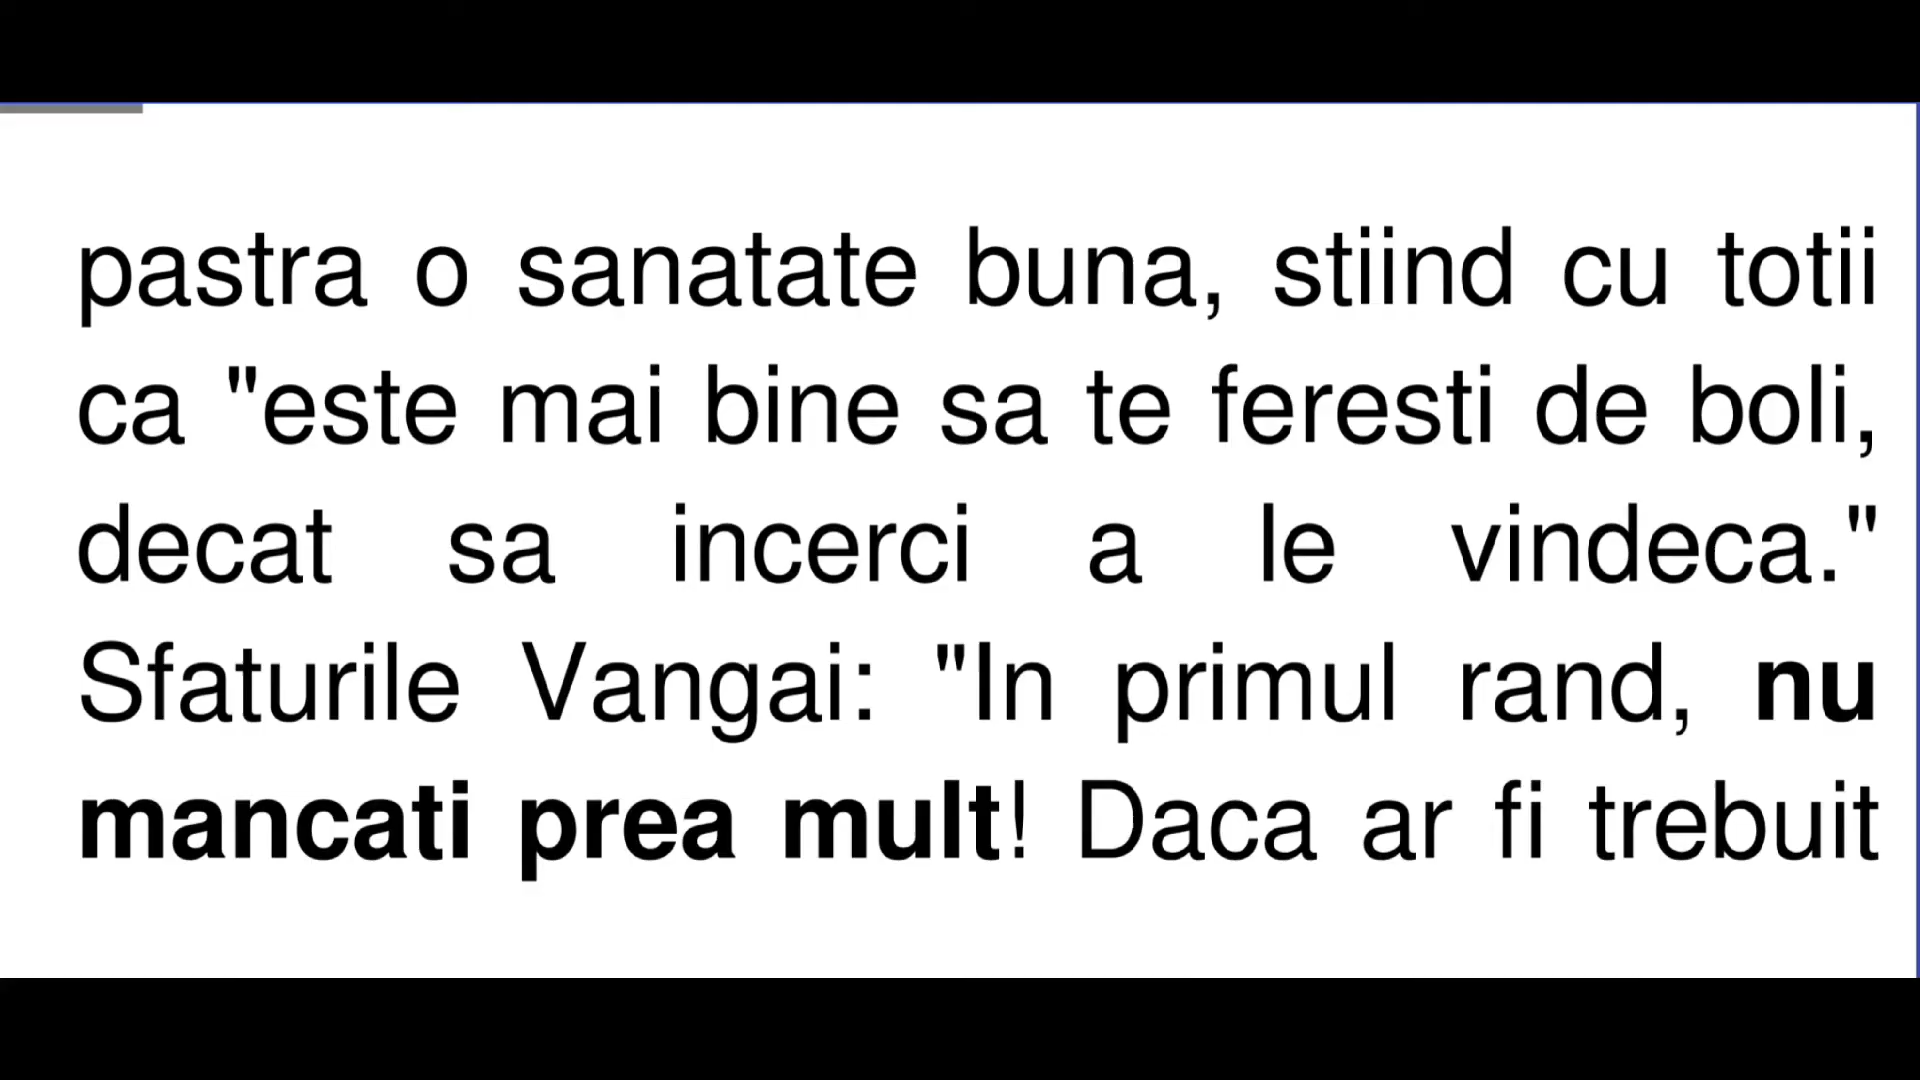 pastra o sanatate buna, stiind cu totii
ca "este mai bine sa te feresti de boli,
decat sa incerci a le vindeca."
Sfaturile Vangai: "In primul rand, nu
mancati prea mult! Daca ar fi trebuit